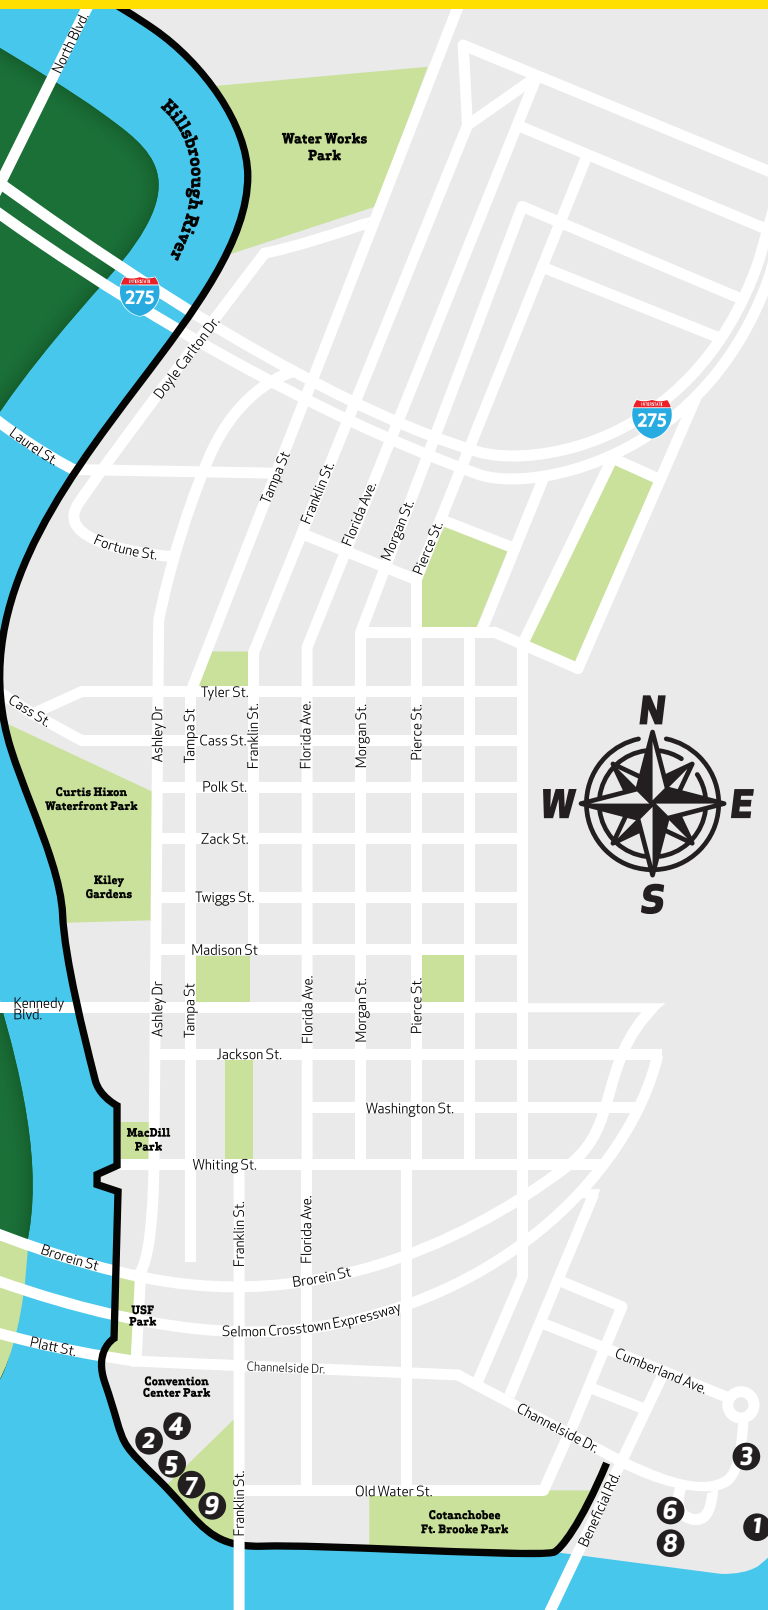 North Blvd.
Hillsbroough River
Water Works
Park
INTERSTATE
275
Doyle Carlton Dr.
INTERSTATE
275
Laurel St.
Tampa St
Franklin St.
Florida Ave.
Morgan St.
Pierce St.
Fortune St.
Tyler St.
Cass St.
Ashley Dr
Tampa St
Franklin St.
Florida Ave.
Morgan St.
Pierce St.
Cass St.
N
W
E
S
Polk St.
Curtis Hixon
Waterfront Park
Zack St.
Kiley
Gardens
Twiggs St.
Madison St
Kennedy
Blvd.
Ashley Dr
Tampa St
Florida Ave.
Morgan St.
Pierce St.
Jackson St.
Washington St.
MacDill
Park
Whiting St.
Franklin St.
Florida Ave.
Brorein St
Brorein St
USF
Park
Selmon Crosstown Expressway
Platt St.
Channelside Dr.
Cumberland Ave.
Convention
Center Park
Channelside Dr.
4
2
5
7
9
3
Franklin St.
Old Water St.
Beneficial Rd.
Cotanchobee
Ft. Brooke Park
6
1
8